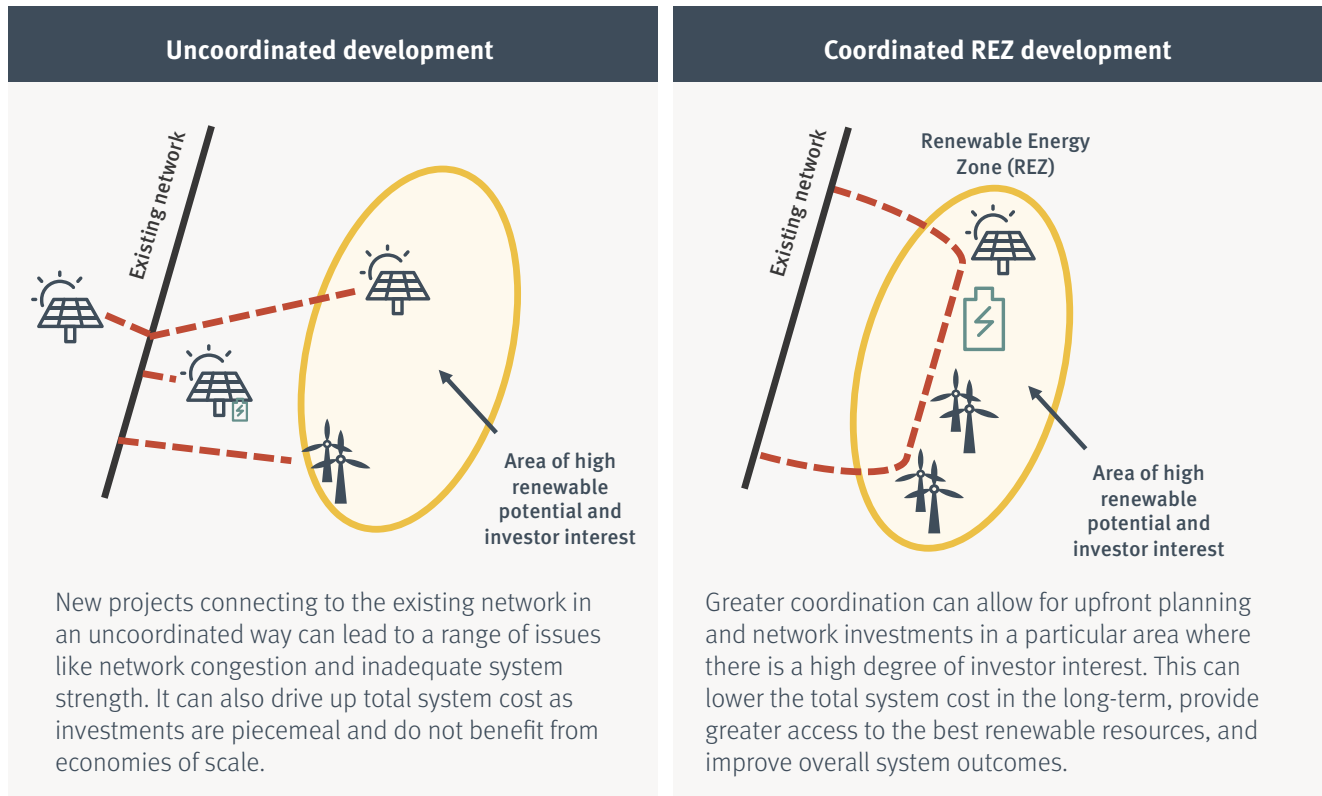 Uncoordinated development
Existing network
Area of high
renewable
potential and
investor interest
New projects connecting to the existing network in
an uncoordinated way can lead to a range of issues
like network congestion and inadequate system
strength. It can also drive up total system cost as
investments are piecemeal and do not benefit from
economies of scale.
Coordinated REZ development
Existing network
Renewable Energy
Zone (REZ)
Area of high
renewable
potential and
investor interest
Greater coordination can allow for upfront planning
and network investments in a particular area where
there is a high degree of investor interest. This can
lower the total system cost in the long-term, provide
greater access to the best renewable resources, and
improve overall system outcomes.